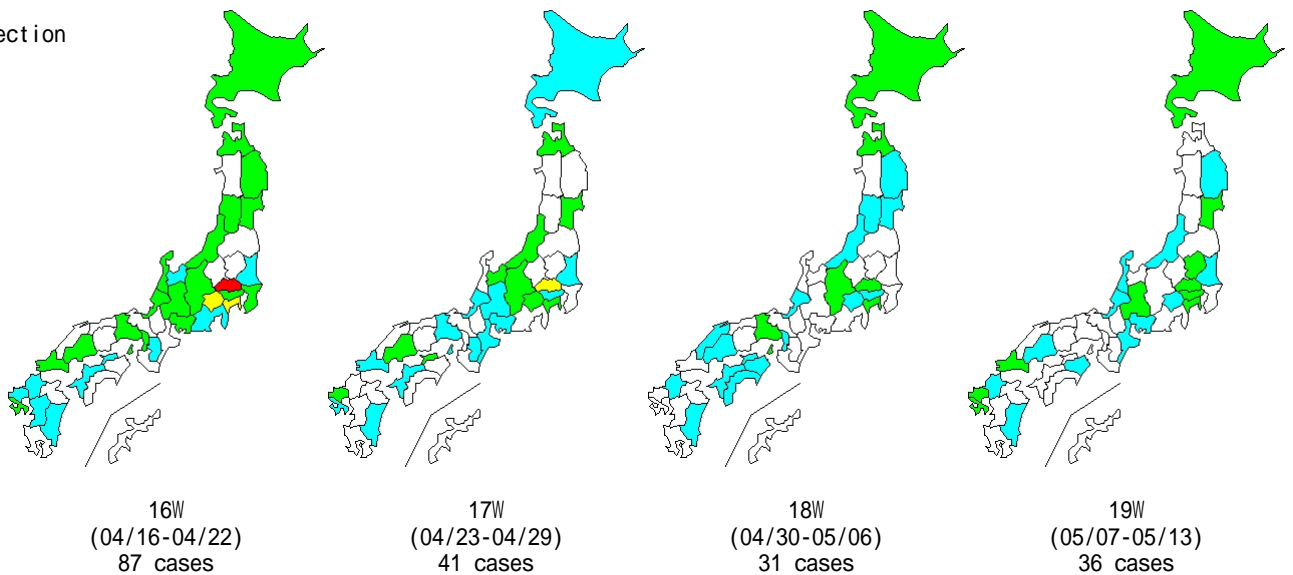 ection
16W
(04/16-04/22)
87 cases
17W
(04/23-04/29)
41 cases
18W
(04/30-05/06)
31 cases
19W
(05/07-05/13)
36 cases